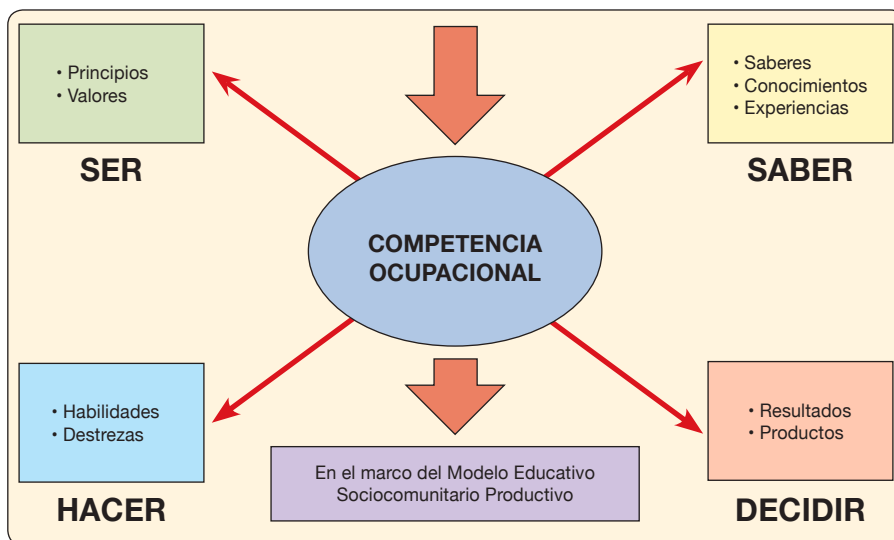 • Principios
• Valores
SER
• Saberes
• Conocimientos
• Experiencias
SABER
COMPETENCIA
OCUPACIONAL
• Habilidades
• Destrezas
HACER
En el marco del Modelo Educativo
Sociocomunitario Productivo
• Resultados
• Productos
DECIDIR